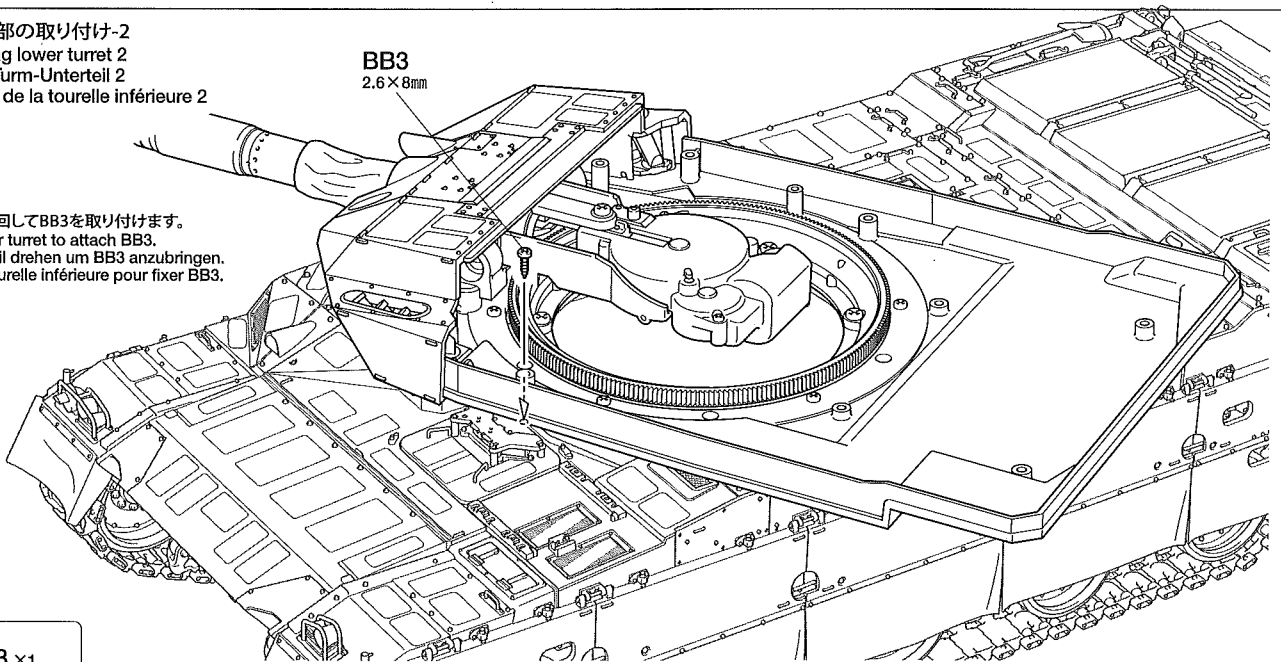 部の取り付け-2
g lower turret 2
Turm-Unterteil 2
de la tourelle inférieure 2
BB3
2.6×8mm
回してBB3を取り付けます。
r turret to attach BB3.
il drehen um BB3 anzubringen.
urelle inférieure pour fixer BB3.
3 ×1